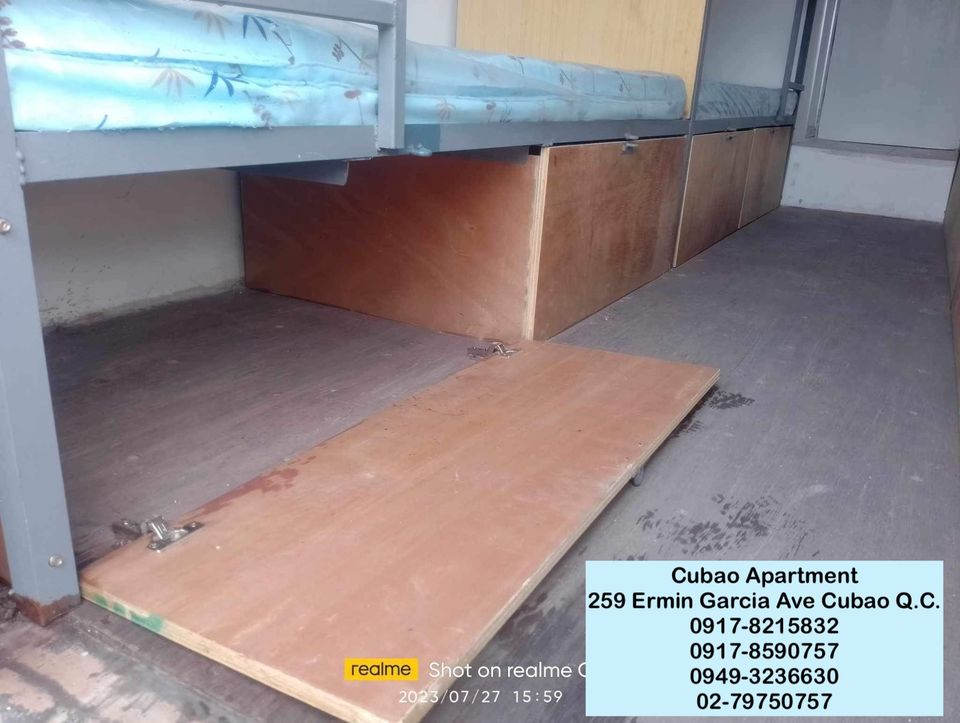 realme Shot on realme C
2023/07/27 15:59
Cubao Apartment
259 Ermin Garcia Ave Cubao Q.C.
0917-8215832
0917-8590757
0949-3236630
02-79750757